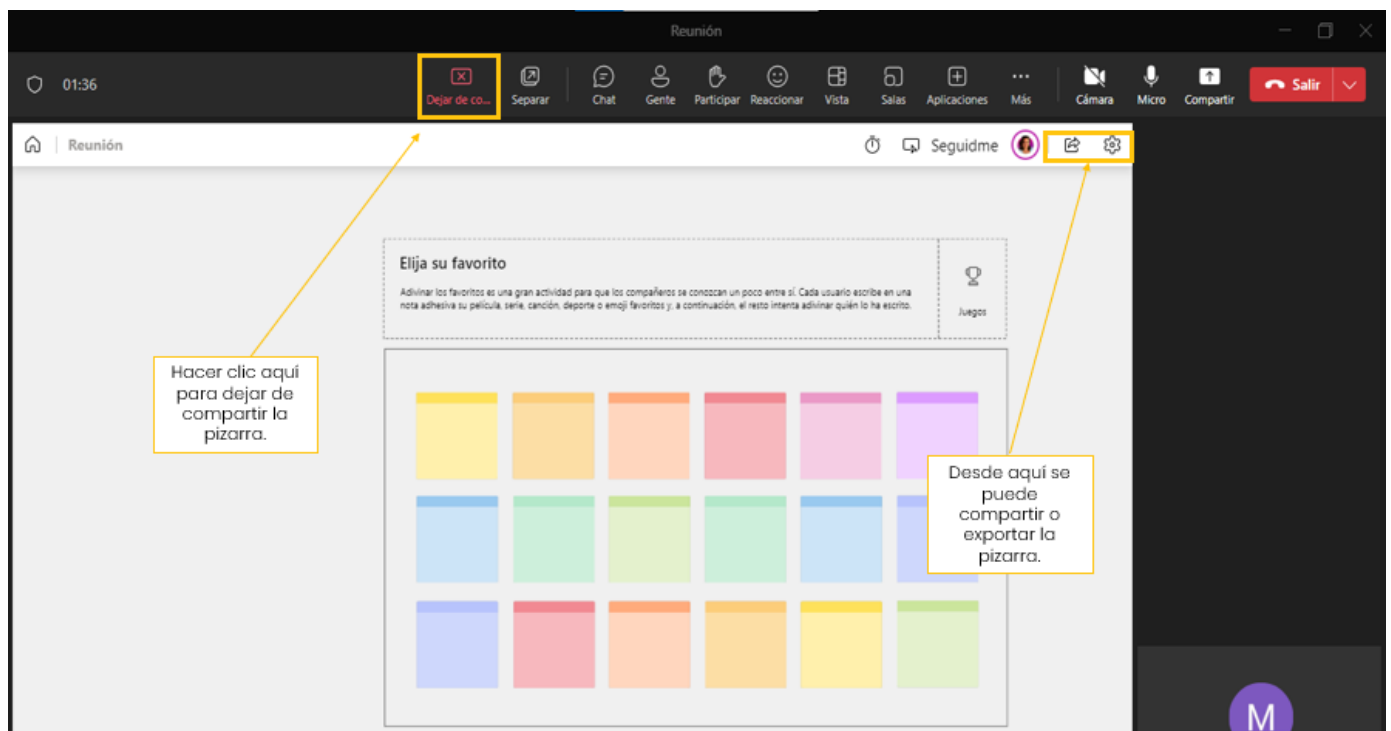 Reunión
01:36
Dejar de co...
Separar
Chat
Gente
Participar
Reaccionar
Vista
Salas
Aplicaciones
Más
Cámara
Micro
Compartir
Salir
Reunión
Seguidme
Elija su favorito
Adivinar los favoritos es una gran actividad para que los compañeros se conozcan un poco entre sí. Cada usuario escribe en una
nota adhesiva su película, serie, canción, deporte o emoji favoritos y, a continuación, el resto intenta adivinar quién lo ha escrito.
Juegos
Hacer clic aquí
para dejar de
compartir la
pizarra.
Desde aquí se
puede
compartir o
exportar la
pizarra.
M